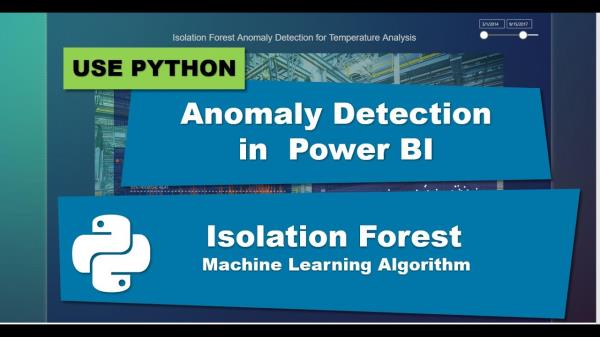 Isolation Forest Anomaly Detection for Temperature Analysis
3/1/2014 9/15/2017
USE PYTHON
Anomaly Detection
in Power BI
Isolation Forest
Machine Learning Algorithm